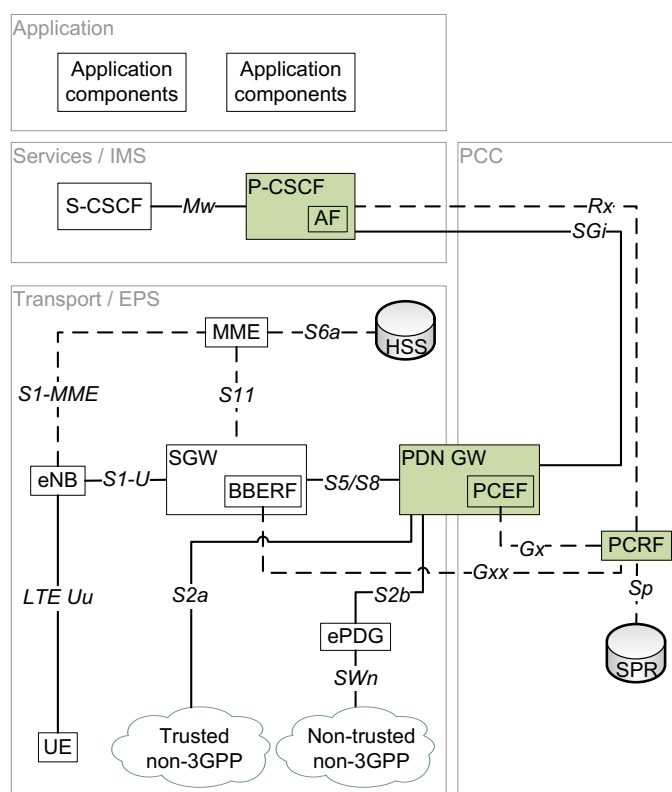 Application
Application
components
Application
components
Services / IMS
PCC
P-CSCF
S-CSCF
Mw
AF
Rx
SGi
Transport / EPS
MME
S6a
HSS
S1-MME
S11
SGW
PDN GW
eNB
S1-U
BBERF
S5/S8
PCEF
PCRF
Gx
Gxx
Sp
LTE Uu
S2a
S2b
ePDG
SWn
SPR
UE
Trusted
non-3GPP
Non-trusted
non-3GPP